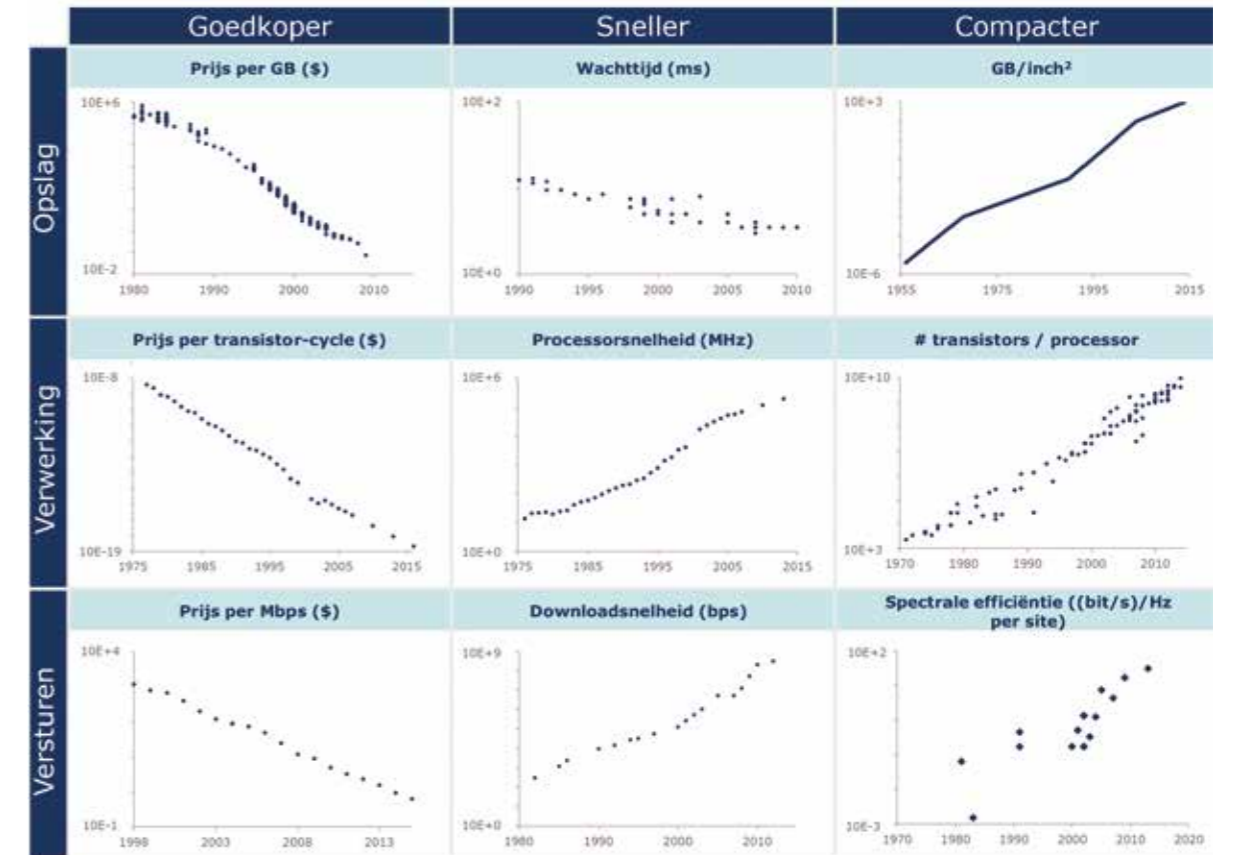 Goedkoper
Sneller
Compacter
Opslag
Prijs per GB ($)
10E+6
10E-2
1980 1990 2000 2010
Wachttijd (ms)
10E+2
10E+0
1990 1995 2000 2005 2010
GB/inch²
10E+3
10E-6
1955 1975 1995 2015
Verwerking
Prijs per transistor-cycle ($)
10E-8
10E-19
1975 1985 1995 2005 2015
Processorsnelheid (MHz)
10E+6
10E+0
1975 1985 1995 2005 2015
# transistors / processor
10E+10
10E+3
1970 1980 1990 2000 2010
Versturen
Prijs per Mbps ($)
10E+4
10E-1
1998 2003 2008 2013
Downloadsnelheid (bps)
10E+9
10E+0
1980 1990 2000 2010
Spectrale efficiëntie ((bit/s)/Hz
per site)
10E+2
10E-3
1970 1980 1990 2000 2010 2020